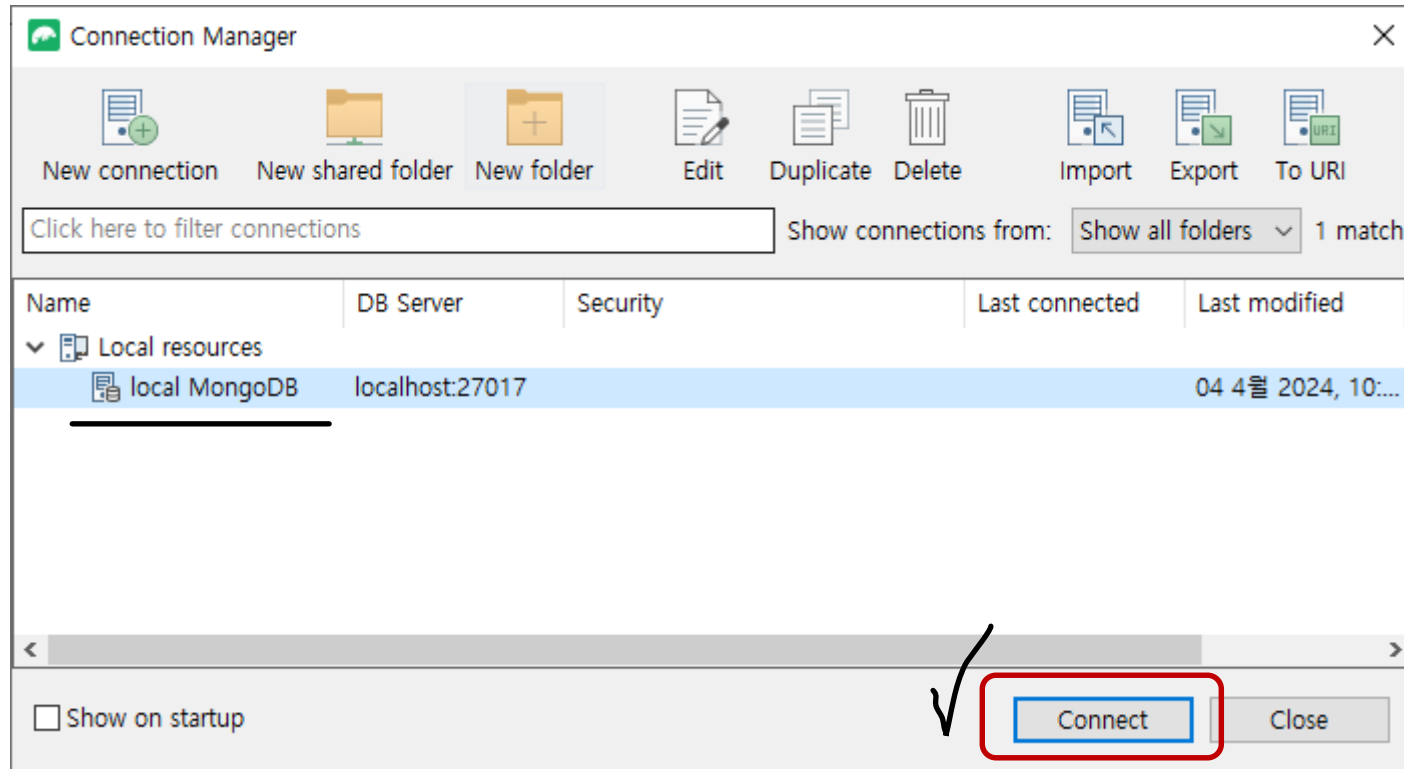 Connection Manager
New connection New shared folder New folder Edit Duplicate Delete Import Export To URI
Click here to filter connections Show connections from: Show all folders 1 match
Name DB Server Security Last connected Last modified
Local resources
local MongoDB localhost:27017 04 4월 2024, 10:...
Show on startup Connect Close